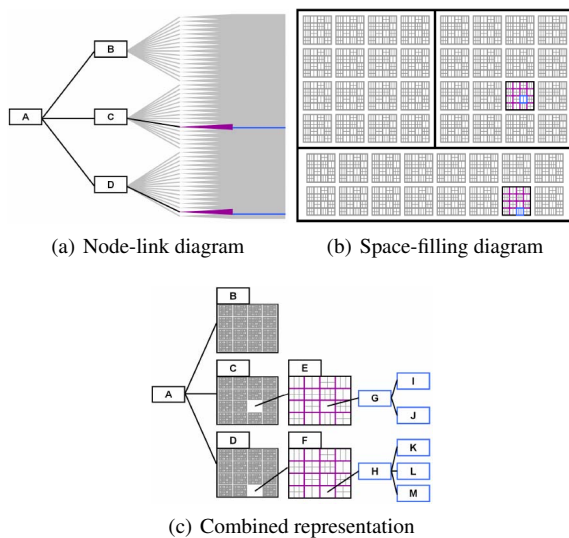 B
A
C
D
(a) Node-link diagram
(b) Space-filling diagram
B
C
E
I
A
G
J
D
F
K
H
L
M
(c) Combined representation